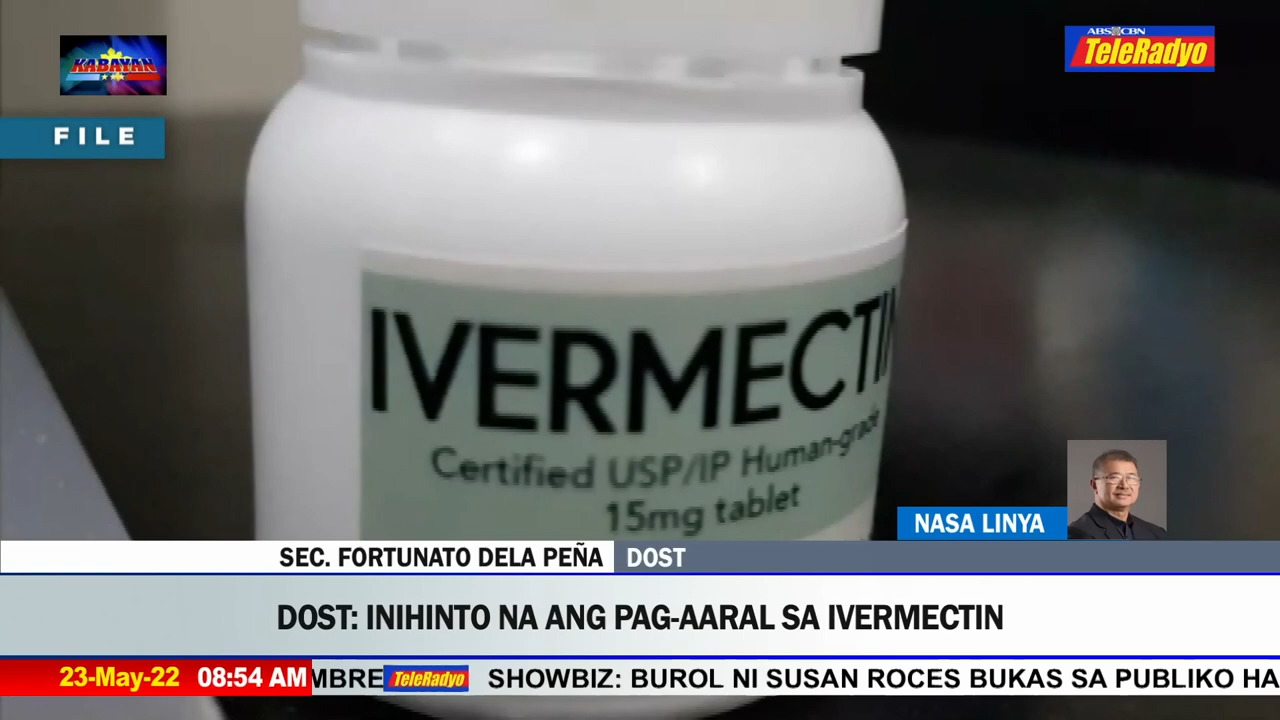 KABAYAN
ABS-CBN
TeleRadyo
FILE
IVERMECTIN
Certified USP/IP Human-grade
15mg tablet
NASA LINYA
SEC. FORTUNATO DELA PEÑA DOST
DOST: INIHINTO NA ANG PAG-AARAL SA IVERMECTIN
23-May-22 08:54 AM MBRE TeleRadyo SHOWBIZ: BUROL NI SUSAN ROCES BUKAS SA PUBLIKO HA